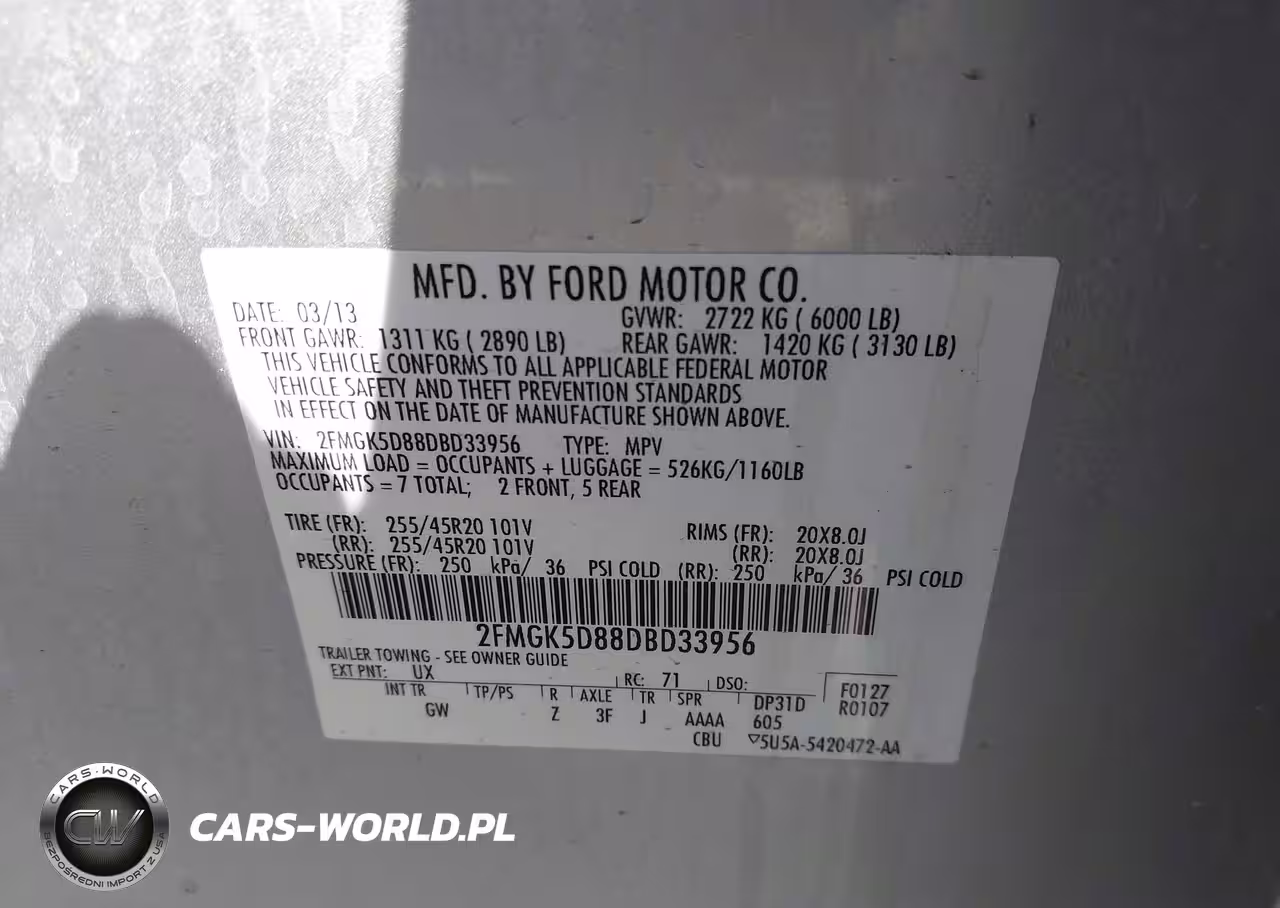 MFD. BY FORD MOTOR CO.
DATE: 03/13 GVWR: 2722 KG ( 6000 LB)
FRONT GAWR: 1311 KG ( 2890 LB) REAR GAWR: 1420 KG ( 3130 LB)
THIS VEHICLE CONFORMS TO ALL APPLICABLE FEDERAL MOTOR
VEHICLE SAFETY AND THEFT PREVENTION STANDARDS
IN EFFECT ON THE DATE OF MANUFACTURE SHOWN ABOVE.
VIN: 2FMGK5D88DBD33956 TYPE: MPV
MAXIMUM LOAD = OCCUPANTS + LUGGAGE = 526KG/1160LB
OCCUPANTS = 7 TOTAL; 2 FRONT, 5 REAR
TIRE (FR): 255/45R20 101V RIMS (FR): 20X8.0J
(RR): 255/45R20 101V (RR): 20X8.0J
PRESSURE (FR): 250 kPa/ 36 PSI COLD (RR): 250 kPa/ 36 PSI COLD
2FMGK5D88DBD33956
TRAILER TOWING - SEE OWNER GUIDE
EXT PNT: UX RC: 71 DSO:
INT TR TP/PS R AXLE TR SPR DP31D F0127
GW Z 3F J AAAA 605 R0107
CBU ▽5U5A-5420472-AA
CARS-WORLD
CW
BEZPOŚREDNI IMPORT Z USA
CARS-WORLD.PL